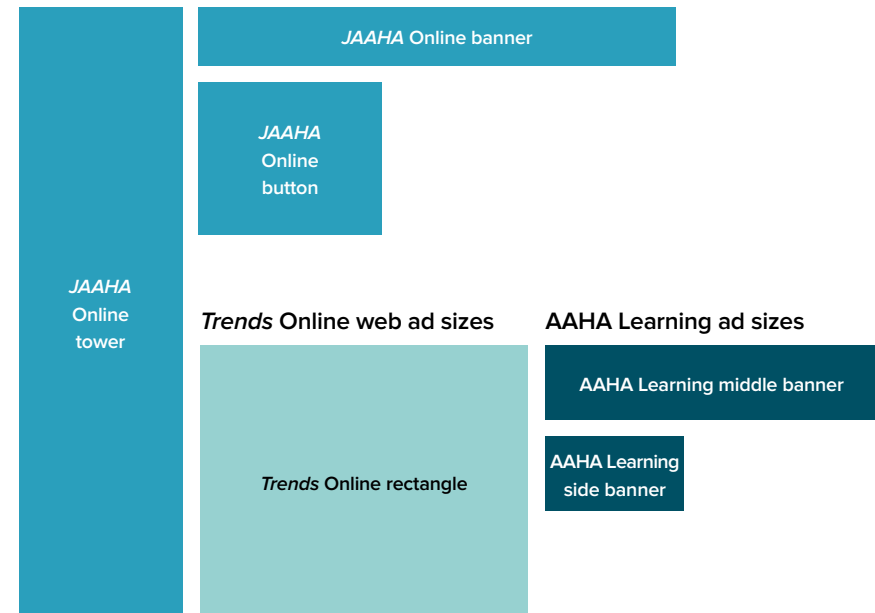 JAAHA Online banner
JAAHA
Online
button
JAAHA
Online
tower
Trends Online web ad sizes
AAHA Learning ad sizes
Trends Online rectangle
AAHA Learning middle banner
AAHA Learning
side banner